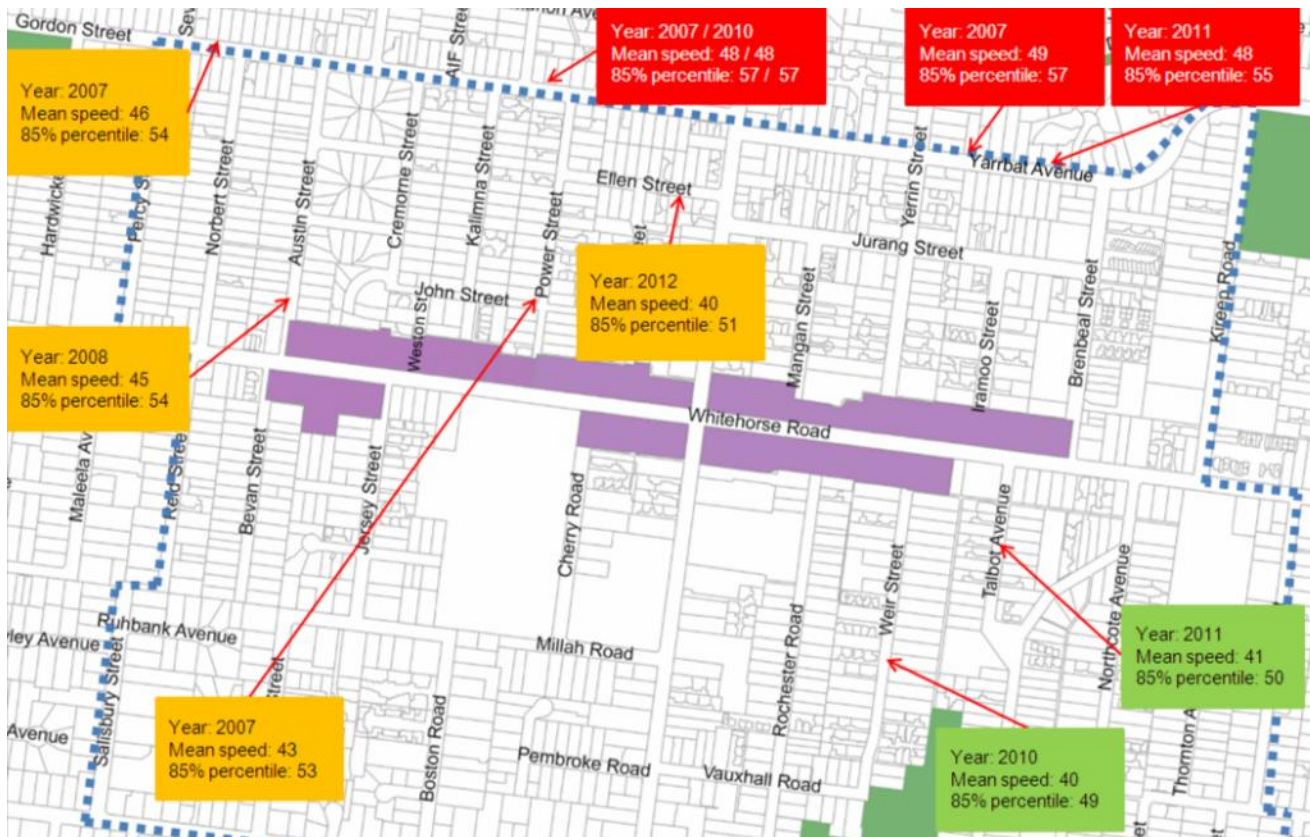 Gordon Street
AIF Street
Year: 2007 / 2010
Mean speed: 48 / 48
85% percentile: 57 / 57
Year: 2007
Mean speed: 49
85% percentile: 57
Year: 2011
Mean speed: 48
85% percentile: 55
Year: 2007
Mean speed: 46
85% percentile: 54
Hardwicke
Percy St
Norbert Street
Austin Street
Cremorne Street
Kalimna Street
Power Street
Ellen Street
Yerrin Street
Yarrbat Avenue
Jurang Street
Year: 2012
Mean speed: 40
85% percentile: 51
John Street
Weston St
Mangan Street
Iramoo Street
Brenbeal Street
Kireep Road
Year: 2008
Mean speed: 45
85% percentile: 54
Whitehorse Road
Maleela Av
Reid Street
Bevan Street
Jersey Street
Cherry Road
Talbot Avenue
Weir Street
Rochester Road
Northcote Avenue
Year: 2011
Mean speed: 41
85% percentile: 50
Ruhbank Avenue
ley Avenue
Millah Road
Salisbury Street
Street
Avenue
Year: 2007
Mean speed: 43
85% percentile: 53
Boston Road
Pembroke Road
Vauxhall Road
Year: 2010
Mean speed: 40
85% percentile: 49
Thornton A